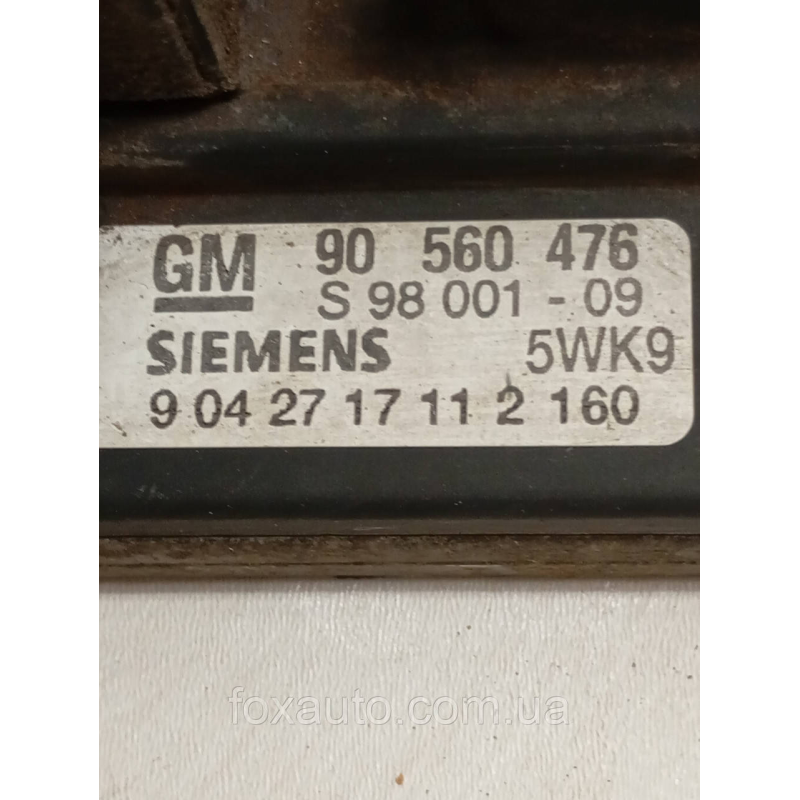 GM 90 560 476
S 98 001 - 09
SIEMENS 5WK9
9 04 27 17 11 2 160
foxauto.com.ua